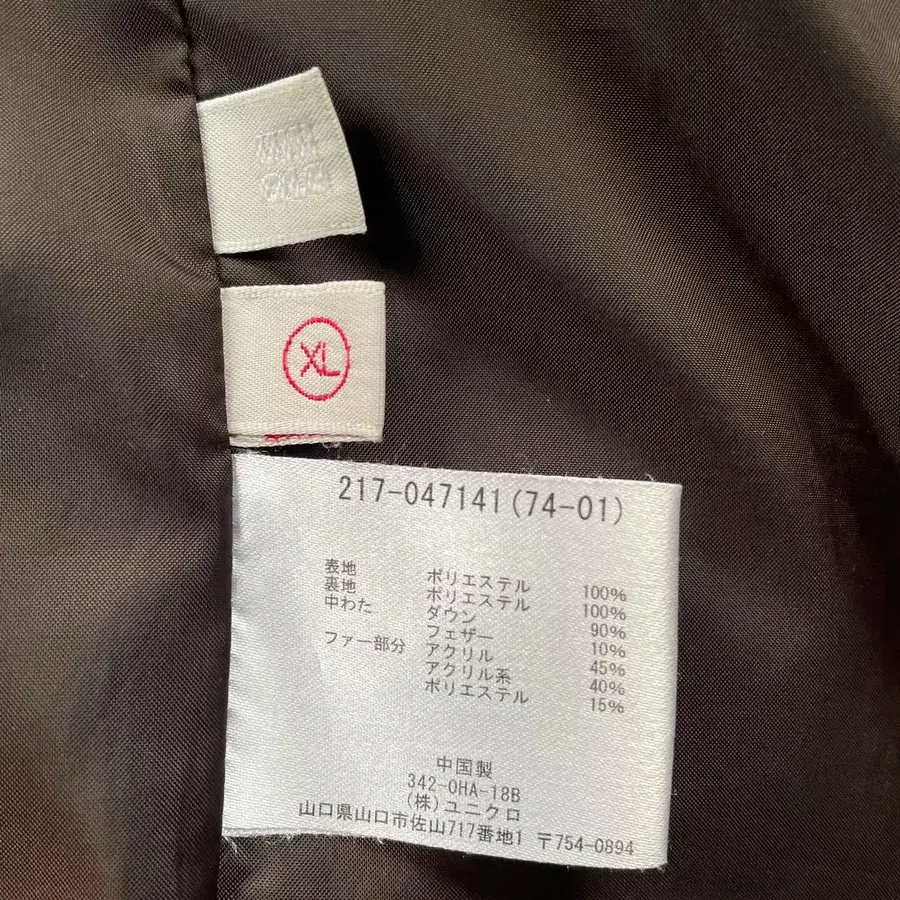 XL
217-047141(74-01)
表地 ポリエステル 100%
裏地 ポリエステル 100%
中わた ダウン 90%
フェザー 10%
ファー部分 アクリル 45%
アクリル系 40%
ポリエステル 15%
中国製
342-0HA-18B
(株)ユニクロ
山口県山口市佐山717番地1 〒754-0894